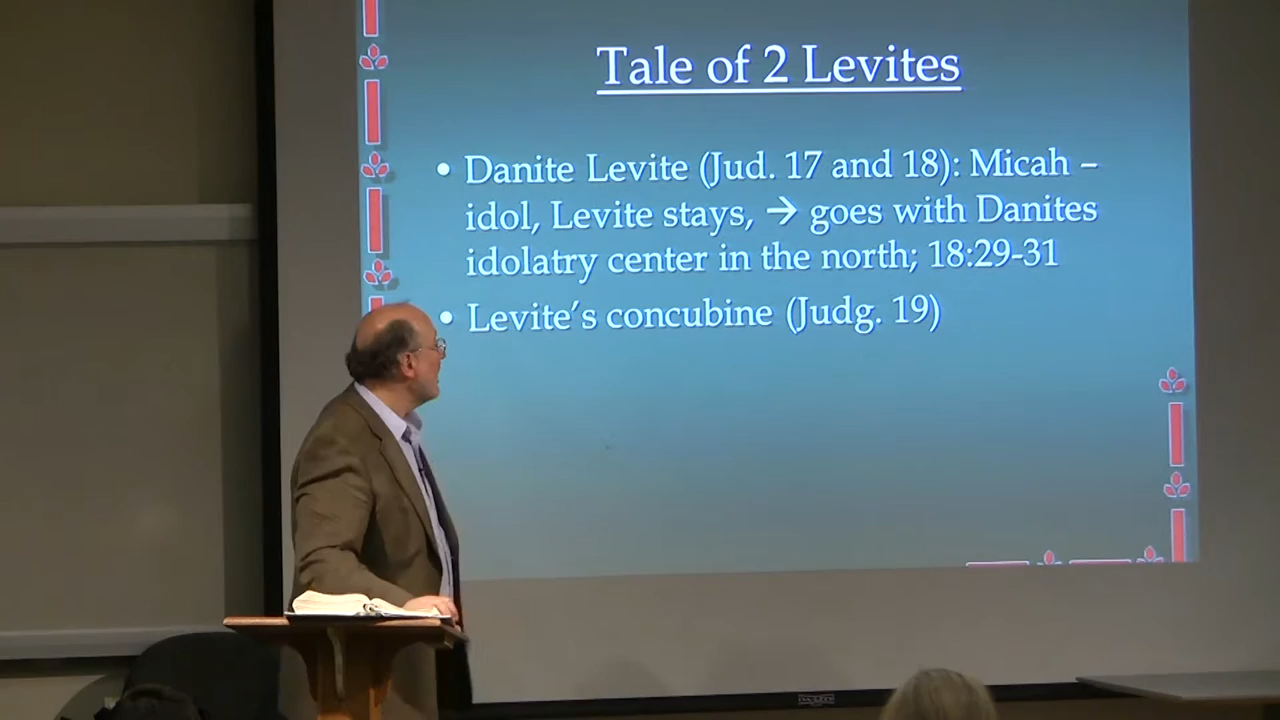 Tale of 2 Levites
• Danite Levite (Jud. 17 and 18): Micah –
idol, Levite stays, → goes with Danites
idolatry center in the north; 18:29-31
• Levite's concubine (Judg. 19)